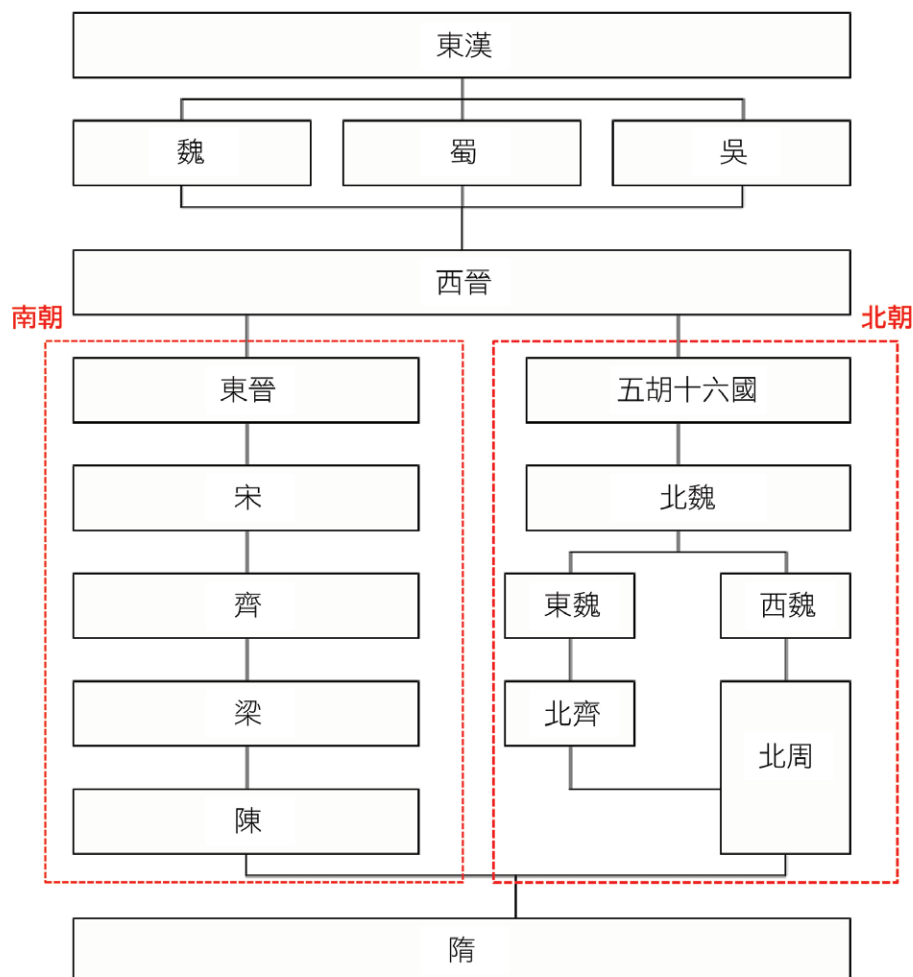 東漢
魏
蜀
吳
西晉
南朝
北朝
東晉
五胡十六國
宋
北魏
齊
東魏
西魏
梁
北齊
北周
陳
隋